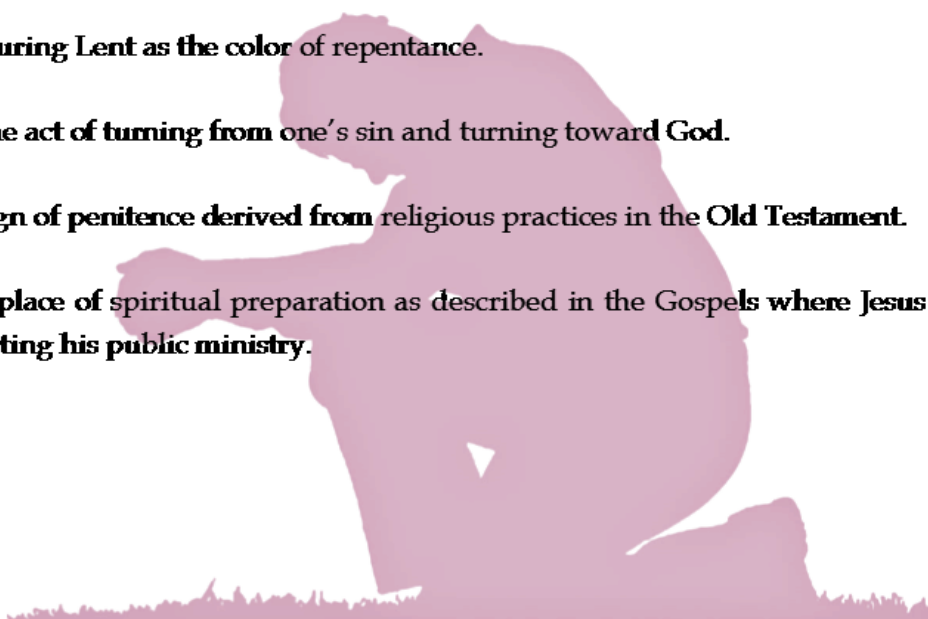 uring Lent as the color of repentance.
e act of turning from one's sin and turning toward God.
gn of penitence derived from religious practices in the Old Testament.
place of spiritual preparation as described in the Gospels where Jesus
ting his public ministry.